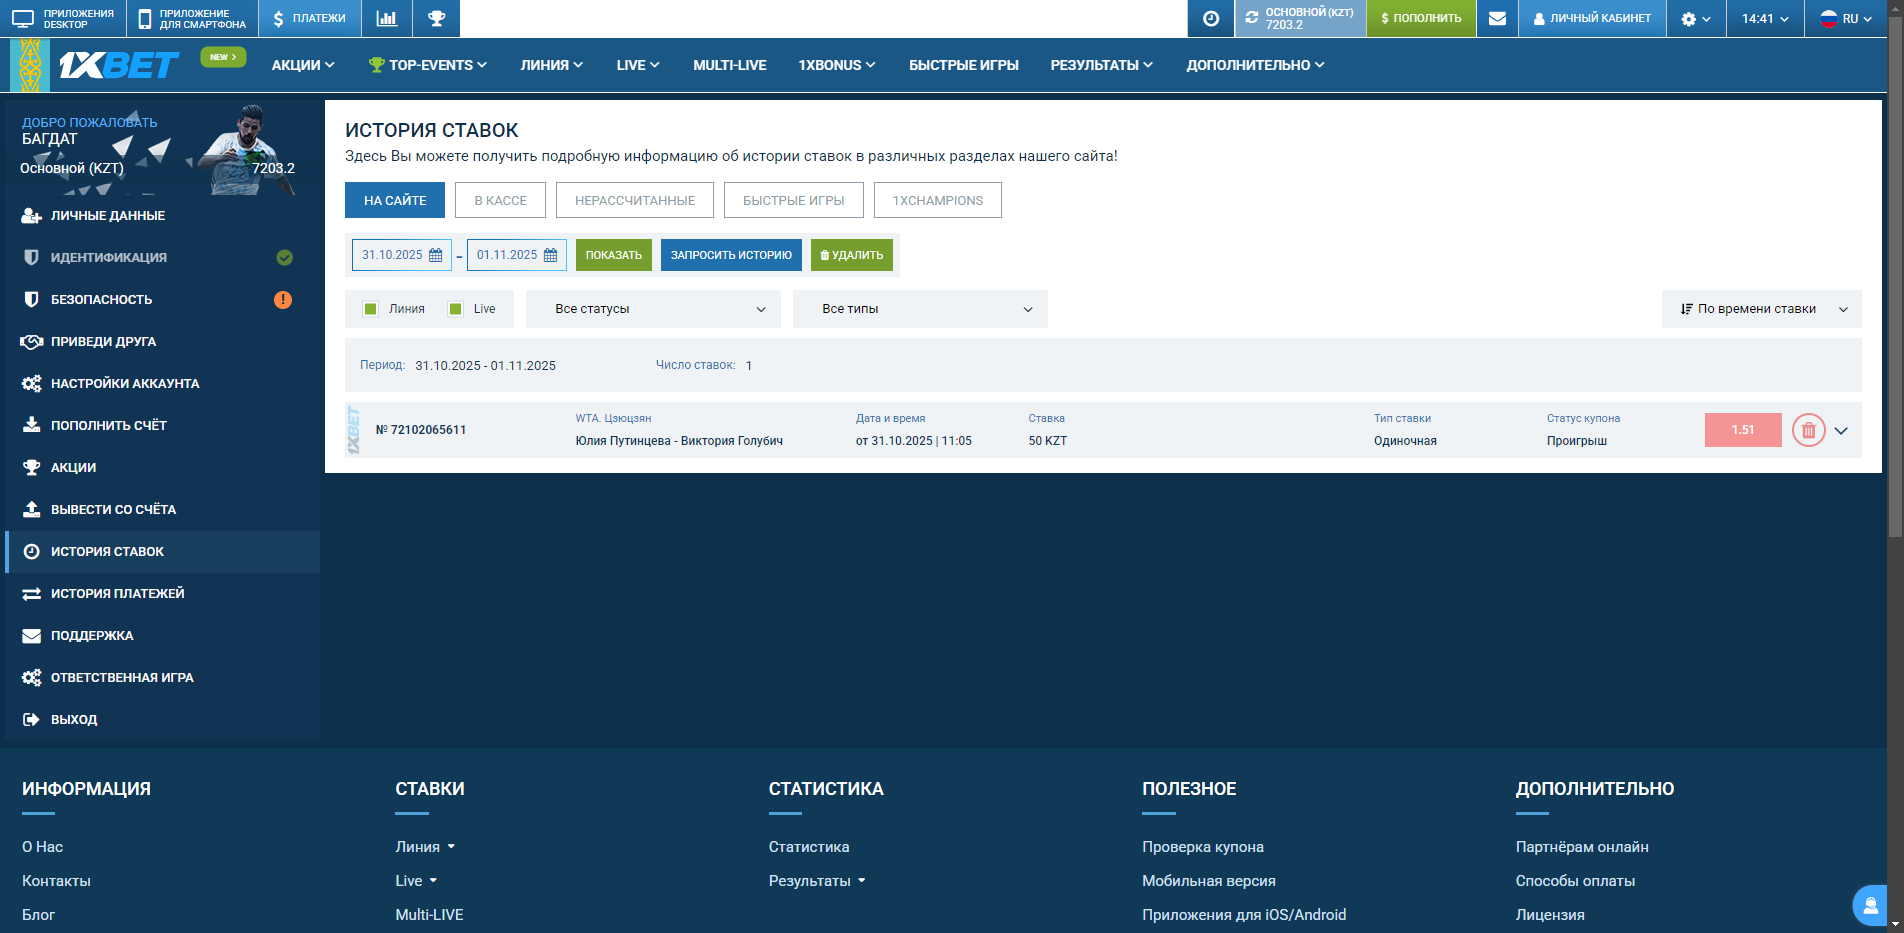 ПРИЛОЖЕНИЯ
DESKTOP
ПРИЛОЖЕНИЕ
ДЛЯ СМАРТФОНА
ПЛАТЕЖИ
ОСНОВНОЙ (KZT)
7203.2
$ ПОПОЛНИТЬ
ЛИЧНЫЙ КАБИНЕТ
14:41
RU
1XBET
NEW
АКЦИИ
TOP-EVENTS
ЛИНИЯ
LIVE
MULTI-LIVE
1XBONUS
БЫСТРЫЕ ИГРЫ
РЕЗУЛЬТАТЫ
ДОПОЛНИТЕЛЬНО
ДОБРО ПОЖАЛОВАТЬ
БАГДАТ
Основной (KZT) 7203.2
ЛИЧНЫЕ ДАННЫЕ
ИДЕНТИФИКАЦИЯ
БЕЗОПАСНОСТЬ
ПРИВЕДИ ДРУГА
НАСТРОЙКИ АККАУНТА
ПОПОЛНИТЬ СЧЁТ
АКЦИИ
ВЫВЕСТИ СО СЧЁТА
ИСТОРИЯ СТАВОК
ИСТОРИЯ ПЛАТЕЖЕЙ
ПОДДЕРЖКА
ОТВЕТСТВЕННАЯ ИГРА
ВЫХОД
ИСТОРИЯ СТАВОК
Здесь Вы можете получить подробную информацию об истории ставок в различных разделах нашего сайта!
НА САЙТЕ
В КАССЕ
НЕРАССЧИТАННЫЕ
БЫСТРЫЕ ИГРЫ
1XCHAMPIONS
31.10.2025 – 01.11.2025
ПОКАЗАТЬ
ЗАПРОСИТЬ ИСТОРИЮ
УДАЛИТЬ
Линия
Live
Все статусы
Все типы
По времени ставки
Период: 31.10.2025 - 01.11.2025
Число ставок: 1
1XBET
№ 72102065611
WTA. Цзюцзян
Юлия Путинцева - Виктория Голубич
Дата и время
от 31.10.2025 | 11:05
Ставка
50 KZT
Тип ставки
Одиночная
Статус купона
Проигрыш
1.51
ИНФОРМАЦИЯ
О Нас
Контакты
Блог
СТАВКИ
Линия
Live
Multi-LIVE
СТАТИСТИКА
Статистика
Результаты
ПОЛЕЗНОЕ
Проверка купона
Мобильная версия
Приложения для iOS/Android
ДОПОЛНИТЕЛЬНО
Партнёрам онлайн
Способы оплаты
Лицензия